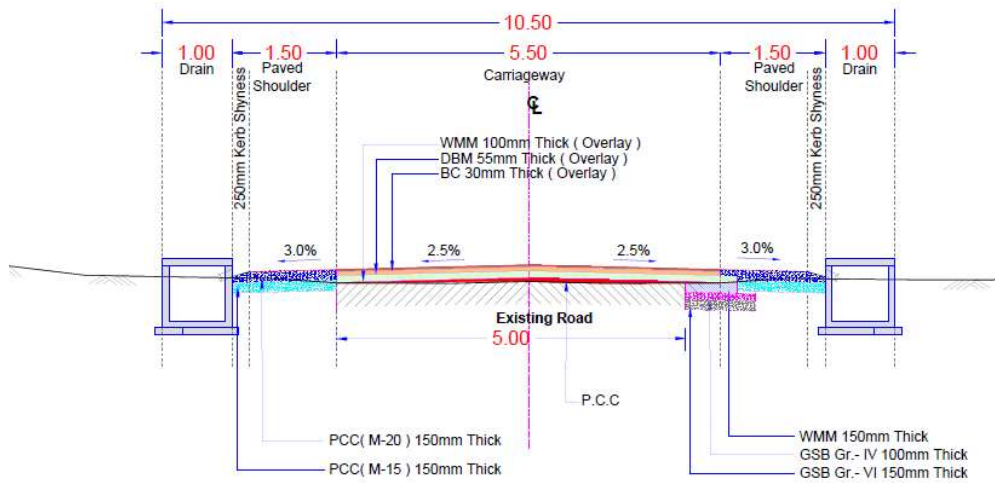 10.50
1.00
Drain
1.50
Paved
Shoulder
5.50
Carriageway
1.50
Paved
Shoulder
1.00
Drain
250mm Kerb Shyness
250mm Kerb Shyness
CL
WMM 100mm Thick ( Overlay )
DBM 55mm Thick ( Overlay )
BC 30mm Thick ( Overlay )
3.0%
2.5%
2.5%
3.0%
Existing Road
5.00
P.C.C
PCC( M-20 ) 150mm Thick
PCC( M-15 ) 150mm Thick
WMM 150mm Thick
GSB Gr.- IV 100mm Thick
GSB Gr.- VI 150mm Thick